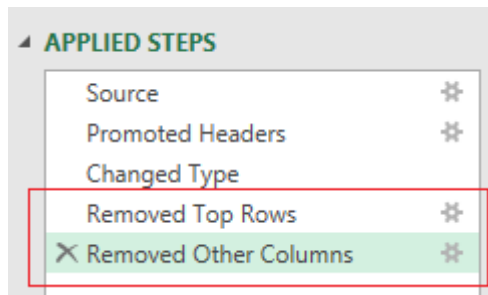 APPLIED STEPS
Source
Promoted Headers
Changed Type
Removed Top Rows
Removed Other Columns